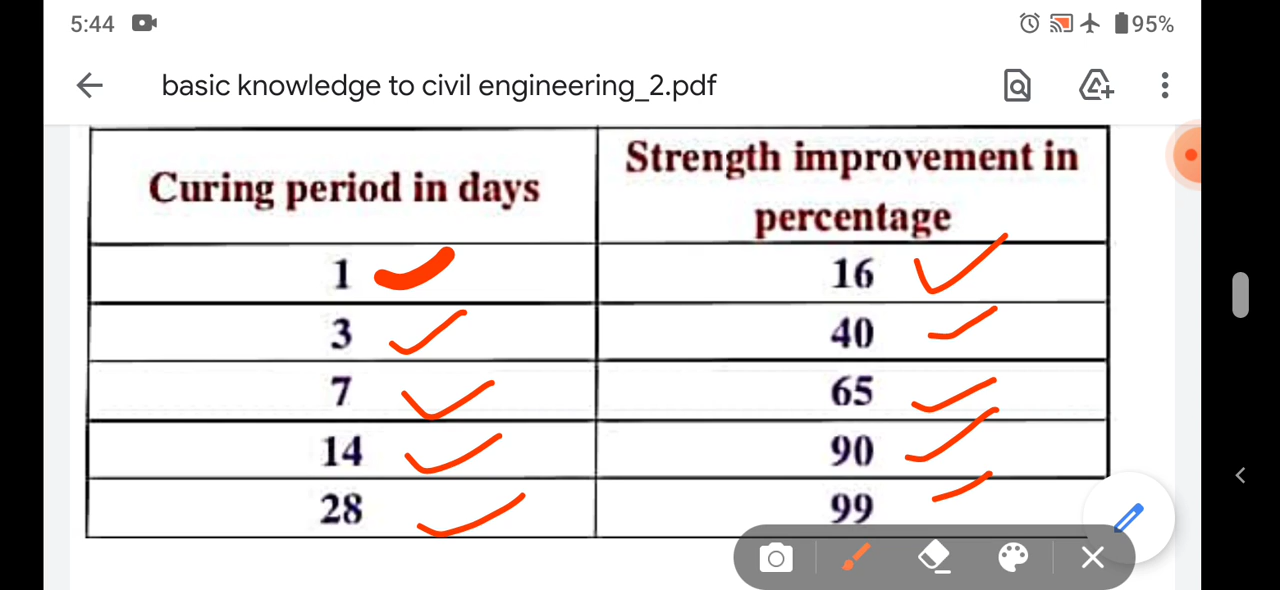 5:44
95%
basic knowledge to civil engineering_2.pdf
Curing period in days
Strength improvement in
percentage
1 16
3 40
7 65
14 90
28 99